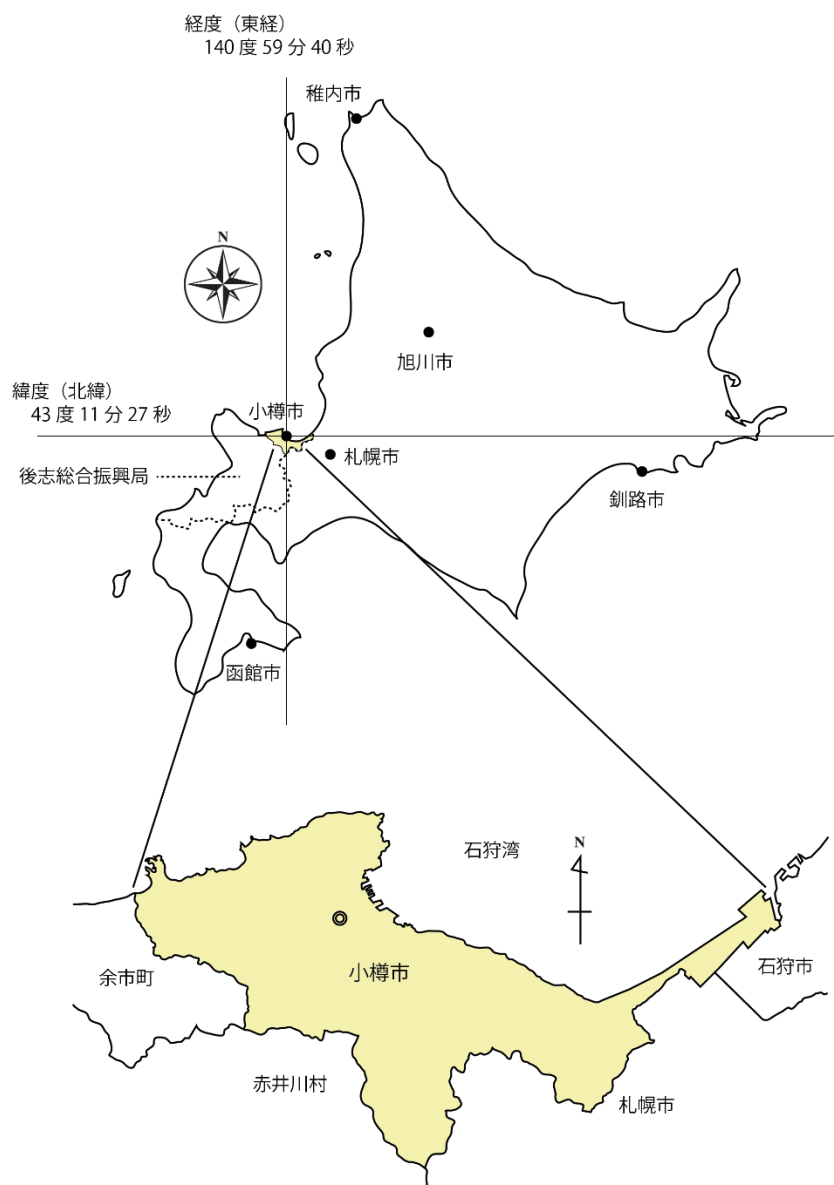 経度（東経）
140 度 59 分 40 秒
稚内市
N
旭川市
緯度（北緯）
43 度 11 分 27 秒
小樽市
札幌市
後志総合振興局
釧路市
函館市
石狩湾
N
余市町
小樽市
石狩市
赤井川村
札幌市